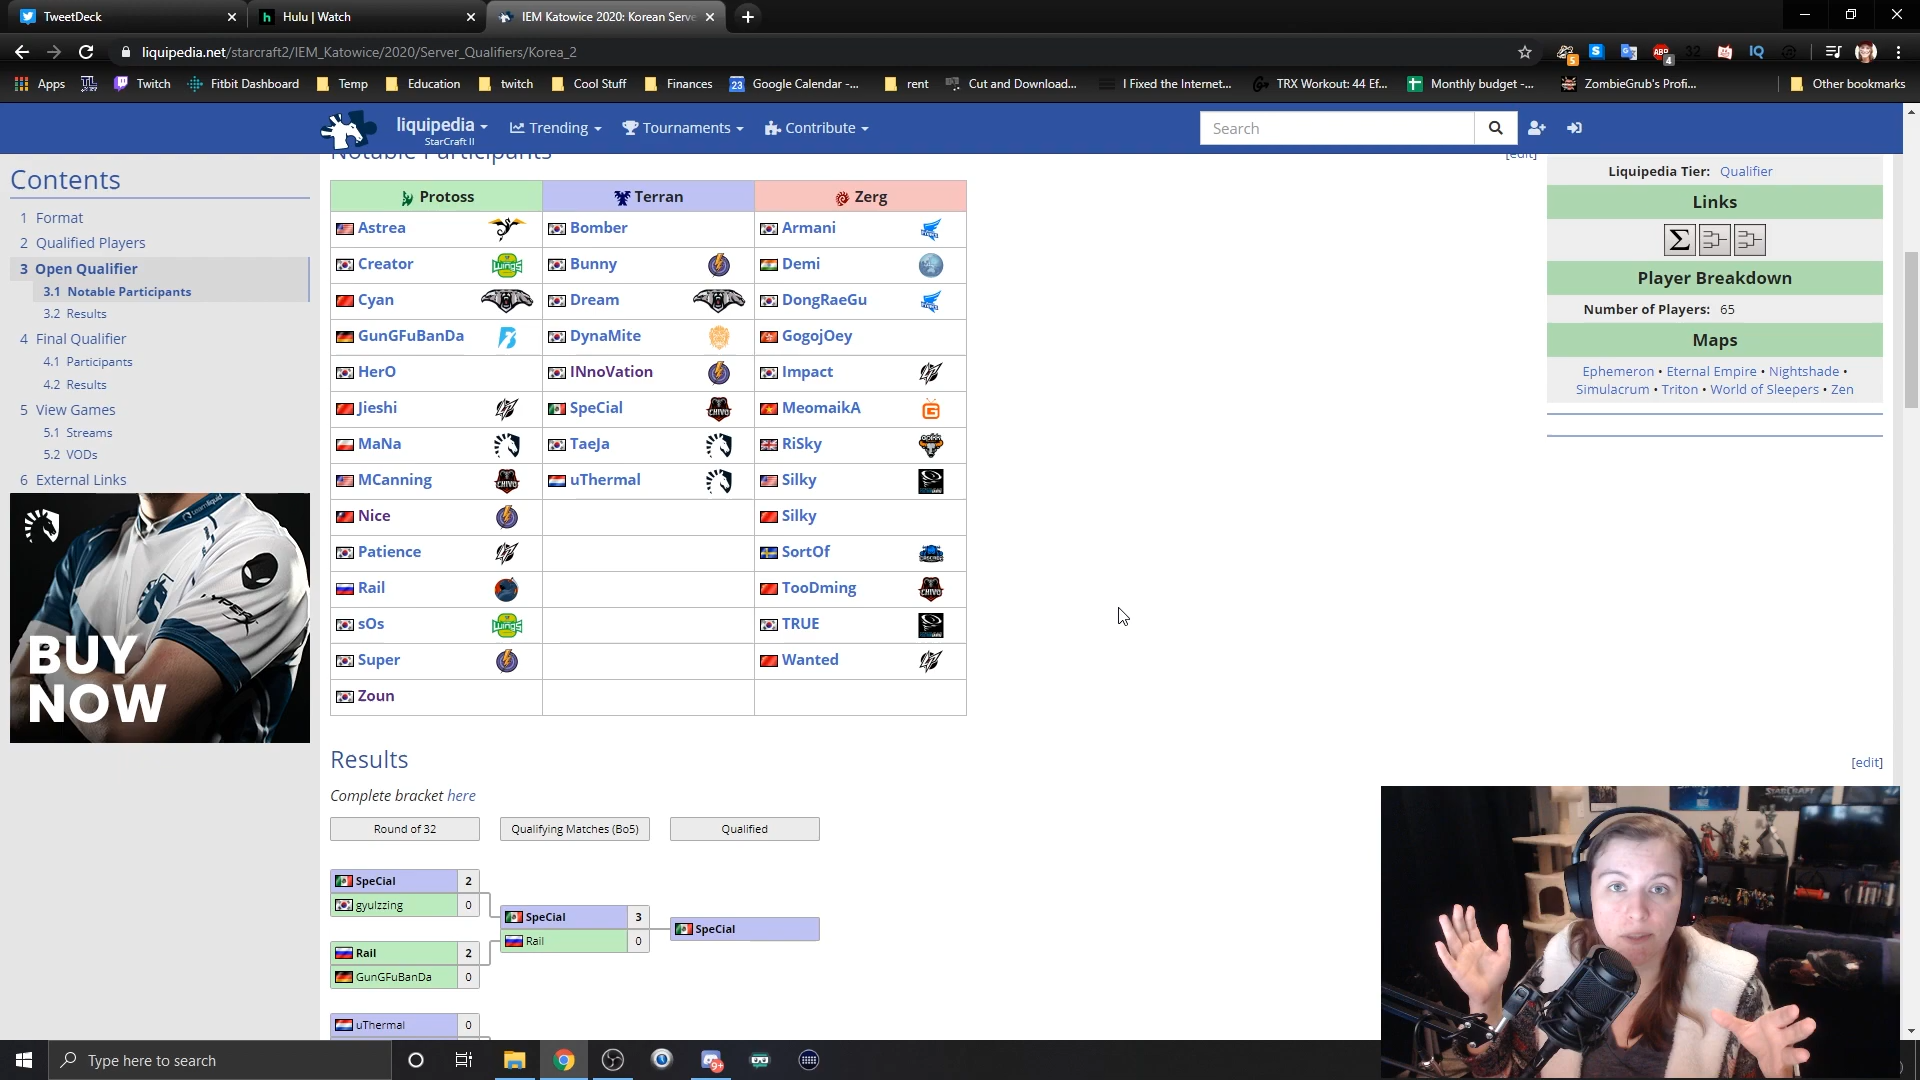 TweetDeck
Hulu | Watch
IEM Katowice 2020: Korean Serve
liquipedia.net/starcraft2/IEM_Katowice/2020/Server_Qualifiers/Korea_2
Apps
Twitch
Fitbit Dashboard
Temp
Education
twitch
Cool Stuff
Finances
Google Calendar -...
rent
Cut and Download...
I Fixed the Internet...
TRX Workout: 44 Ef...
Monthly budget -...
ZombieGrub's Profi...
Other bookmarks
liquipedia
StarCraft II
Trending
Tournaments
Contribute
Search
Contents
1 Format
2 Qualified Players
3 Open Qualifier
3.1 Notable Participants
3.2 Results
4 Final Qualifier
4.1 Participants
4.2 Results
5 View Games
5.1 Streams
5.2 VODs
6 External Links
BUY
NOW
Notable Participants
[edit]
Protoss Terran Zerg
Astrea Bomber Armani
Creator Bunny Demi
Cyan Dream DongRaeGu
GunGFuBanDa DynaMite GogojOey
HerO INnoVation Impact
Jieshi SpeCial MeomaikA
MaNa TaeJa RiSky
MCanning uThermal Silky
Nice Silky
Patience SortOf
Rail TooDming
sOs TRUE
Super Wanted
Zoun
Liquipedia Tier: Qualifier
Links
Player Breakdown
Number of Players: 65
Maps
Ephemeron • Eternal Empire • Nightshade •
Simulacrum • Triton • World of Sleepers • Zen
Results
[edit]
Complete bracket here
Round of 32 Qualifying Matches (Bo5) Qualified
SpeCial 2
gyulzzing 0
SpeCial 3
Rail 0
SpeCial
Rail 2
GunGFuBanDa 0
uThermal 0
Type here to search